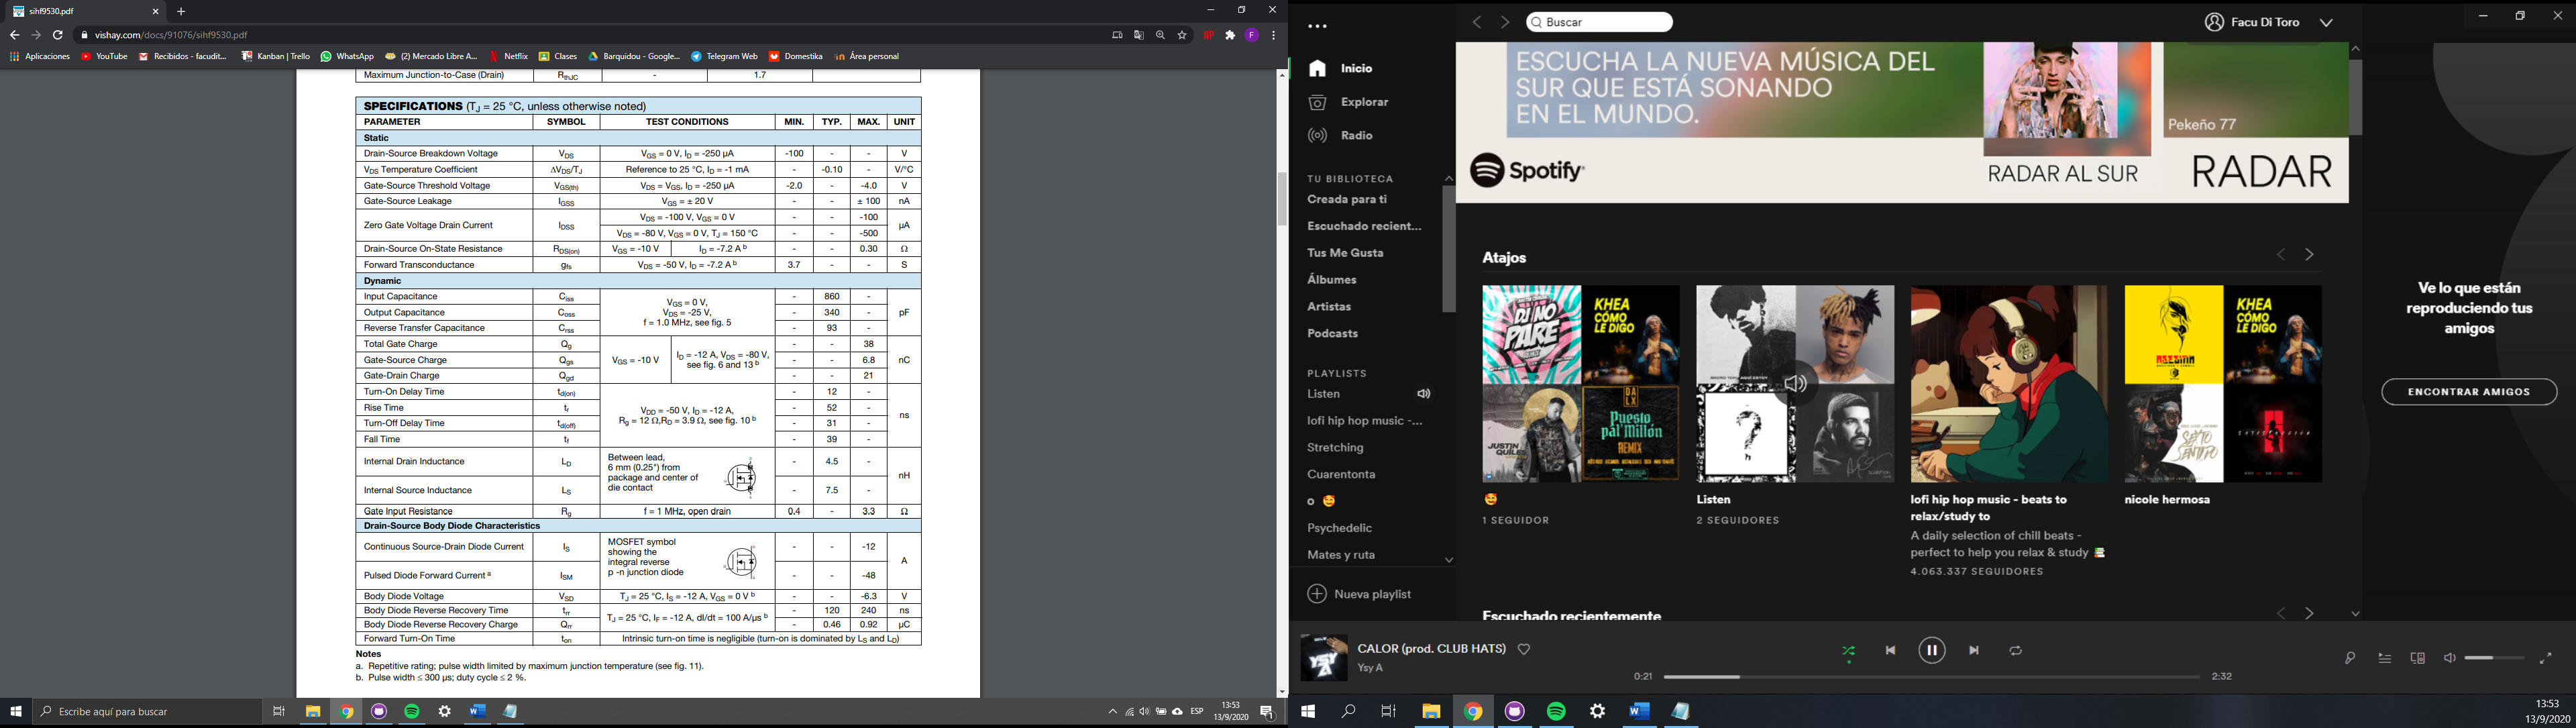 sihf9530.pdf
vishay.com/docs/91076/sihf9530.pdf
Aplicaciones YouTube Recibidos - facudit... Kanban | Trello WhatsApp (2) Mercado Libre A... Netflix Clases Barquidou - Google... Telegram Web Domestika Área personal
Maximum Junction-to-Case (Drain) RthJC - 1.7
SPECIFICATIONS (TJ = 25 °C, unless otherwise noted)
PARAMETER SYMBOL TEST CONDITIONS MIN. TYP. MAX. UNIT
Static
Drain-Source Breakdown Voltage VDS VGS = 0 V, ID = -250 µA -100 - - V
VDS Temperature Coefficient ΔVDS/TJ Reference to 25 °C, ID = -1 mA - -0.10 - V/°C
Gate-Source Threshold Voltage VGS(th) VDS = VGS, ID = -250 µA -2.0 - -4.0 V
Gate-Source Leakage IGSS VGS = ± 20 V - - ± 100 nA
Zero Gate Voltage Drain Current IDSS VDS = -100 V, VGS = 0 V - - -100 µA
VDS = -80 V, VGS = 0 V, TJ = 150 °C - - -500
Drain-Source On-State Resistance RDS(on) VGS = -10 V ID = -7.2 A b - - 0.30 Ω
Forward Transconductance gfs VDS = -50 V, ID = -7.2 A b 3.7 - - S
Dynamic
Input Capacitance Ciss VGS = 0 V, - 860 -
Output Capacitance Coss VDS = -25 V, - 340 - pF
Reverse Transfer Capacitance Crss f = 1.0 MHz, see fig. 5 - 93 -
Total Gate Charge Qg - - 38
Gate-Source Charge Qgs VGS = -10 V ID = -12 A, VDS = -80 V, see fig. 6 and 13 b - - 6.8 nC
Gate-Drain Charge Qgd - - 21
Turn-On Delay Time td(on) - 12 -
Rise Time tr VDD = -50 V, ID = -12 A, - 52 - ns
Turn-Off Delay Time td(off) Rg = 12 Ω, RD = 3.9 Ω, see fig. 10 b - 31 -
Fall Time tf - 39 -
Internal Drain Inductance LD Between lead, 6 mm (0.25") from package and center of die contact - 4.5 - nH
Internal Source Inductance LS - 7.5 -
Gate Input Resistance Rg f = 1 MHz, open drain 0.4 - 3.3 Ω
Drain-Source Body Diode Characteristics
Continuous Source-Drain Diode Current IS MOSFET symbol showing the integral reverse p -n junction diode - - -12 A
Pulsed Diode Forward Current a ISM - - -48
Body Diode Voltage VSD TJ = 25 °C, IS = -12 A, VGS = 0 V b - - -6.3 V
Body Diode Reverse Recovery Time trr TJ = 25 °C, IF = -12 A, dI/dt = 100 A/µs b - 120 240 ns
Body Diode Reverse Recovery Charge Qrr - 0.46 0.92 µC
Forward Turn-On Time ton Intrinsic turn-on time is negligible (turn-on is dominated by LS and LD)
Notes
a. Repetitive rating; pulse width limited by maximum junction temperature (see fig. 11).
b. Pulse width ≤ 300 µs; duty cycle ≤ 2 %.
Escribe aquí para buscar
ESP
13:53
13/9/2020
Buscar
Facu Di Toro
Inicio
Explorar
Radio
TU BIBLIOTECA
Creada para ti
Escuchado recient...
Tus Me Gusta
Álbumes
Artistas
Podcasts
PLAYLISTS
Listen
lofi hip hop music -...
Stretching
Cuarentona
o 🥰
Psychedelic
Mates y ruta
Nueva playlist
ESCUCHA LA NUEVA MÚSICA DEL
SUR QUE ESTÁ SONANDO
EN EL MUNDO.
Pekeño 77
Spotify
RADAR AL SUR
RADAR
Atajos
DJ NO PARE
KHEA
CÓMO
LE DIGO
JUSTIN
QUILES
DALX
Puesto
pa'l Millón
REMIX
KHEA
CÓMO
LE DIGO
SEXTO
SENTIDO
🥰
1 SEGUIDOR
Listen
2 SEGUIDORES
lofi hip hop music - beats to
relax/study to
A daily selection of chill beats -
perfect to help you relax & study 📚
4.063.337 SEGUIDORES
nicole hermosa
Escuchado recientemente
Ve lo que están
reproduciendo tus
amigos
ENCONTRAR AMIGOS
YSY A
CALOR (prod. CLUB HATS)
Ysy A
0:21
2:32
13:53
13/9/2020